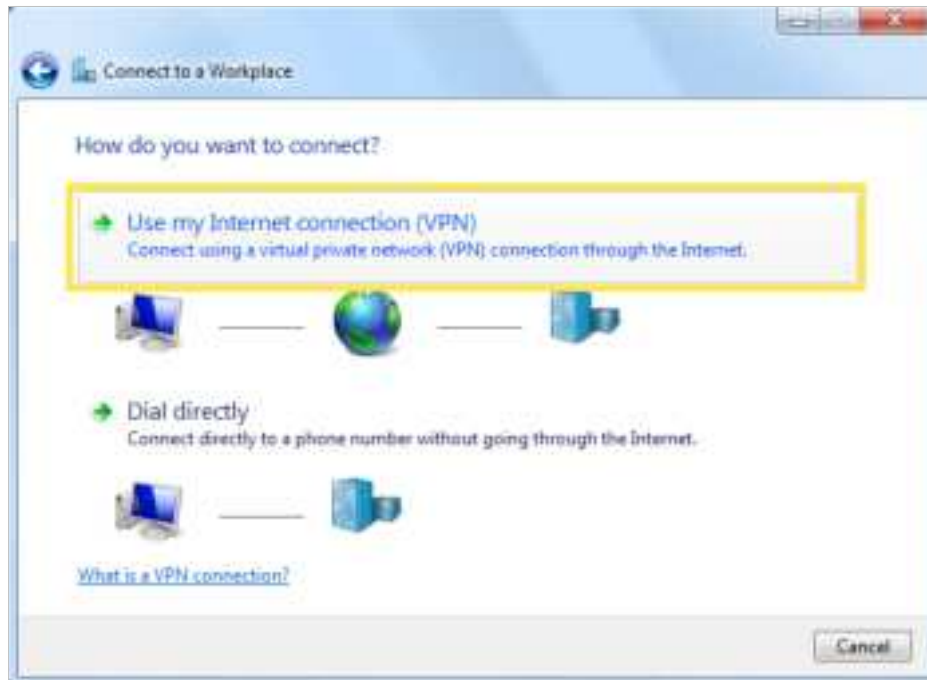 Connect to a Workplace
How do you want to connect?
Use my Internet connection (VPN)
Connect using a virtual private network (VPN) connection through the Internet.
Dial directly
Connect directly to a phone number without going through the Internet.
What is a VPN connection?
Cancel